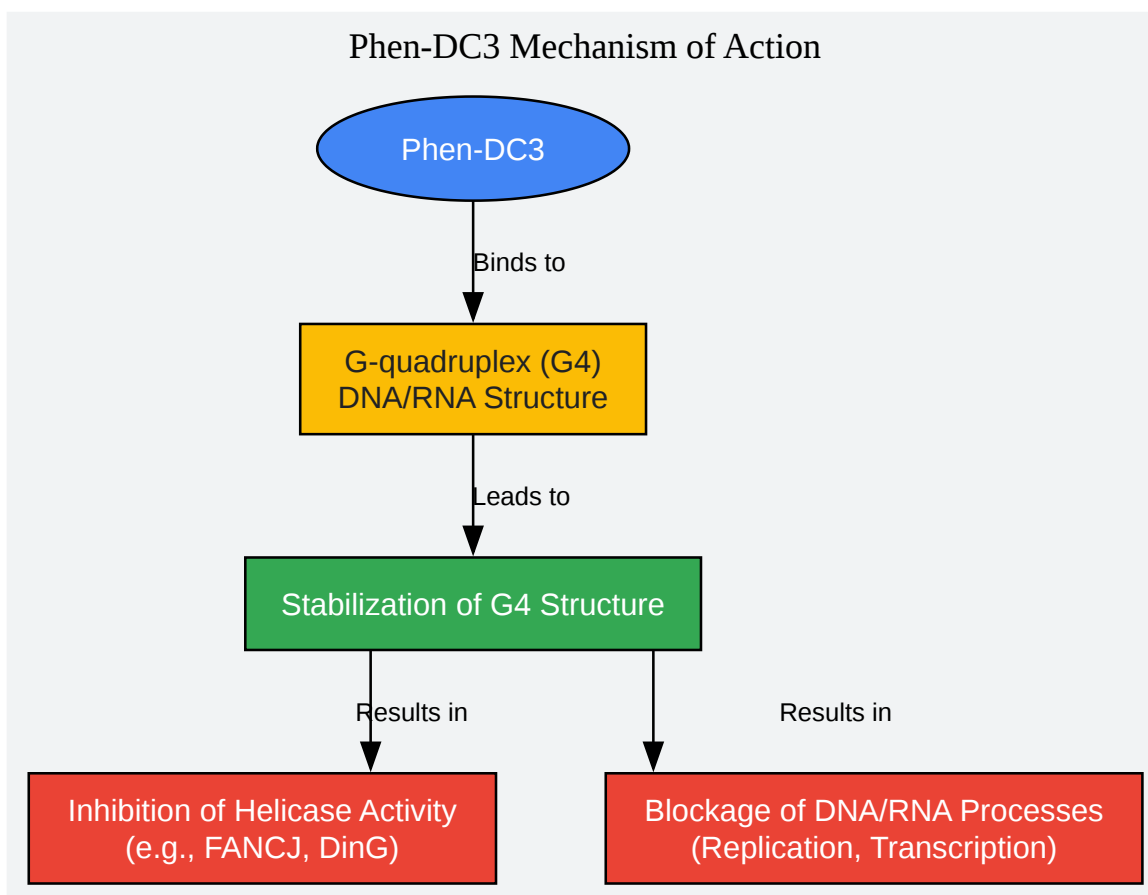 Phen-DC3 Mechanism of Action
Phen-DC3
Binds to
G-quadruplex (G4)
DNA/RNA Structure
Leads to
Stabilization of G4 Structure
Results in
Results in
Inhibition of Helicase Activity
(e.g., FANCJ, DinG)
Blockage of DNA/RNA Processes
(Replication, Transcription)